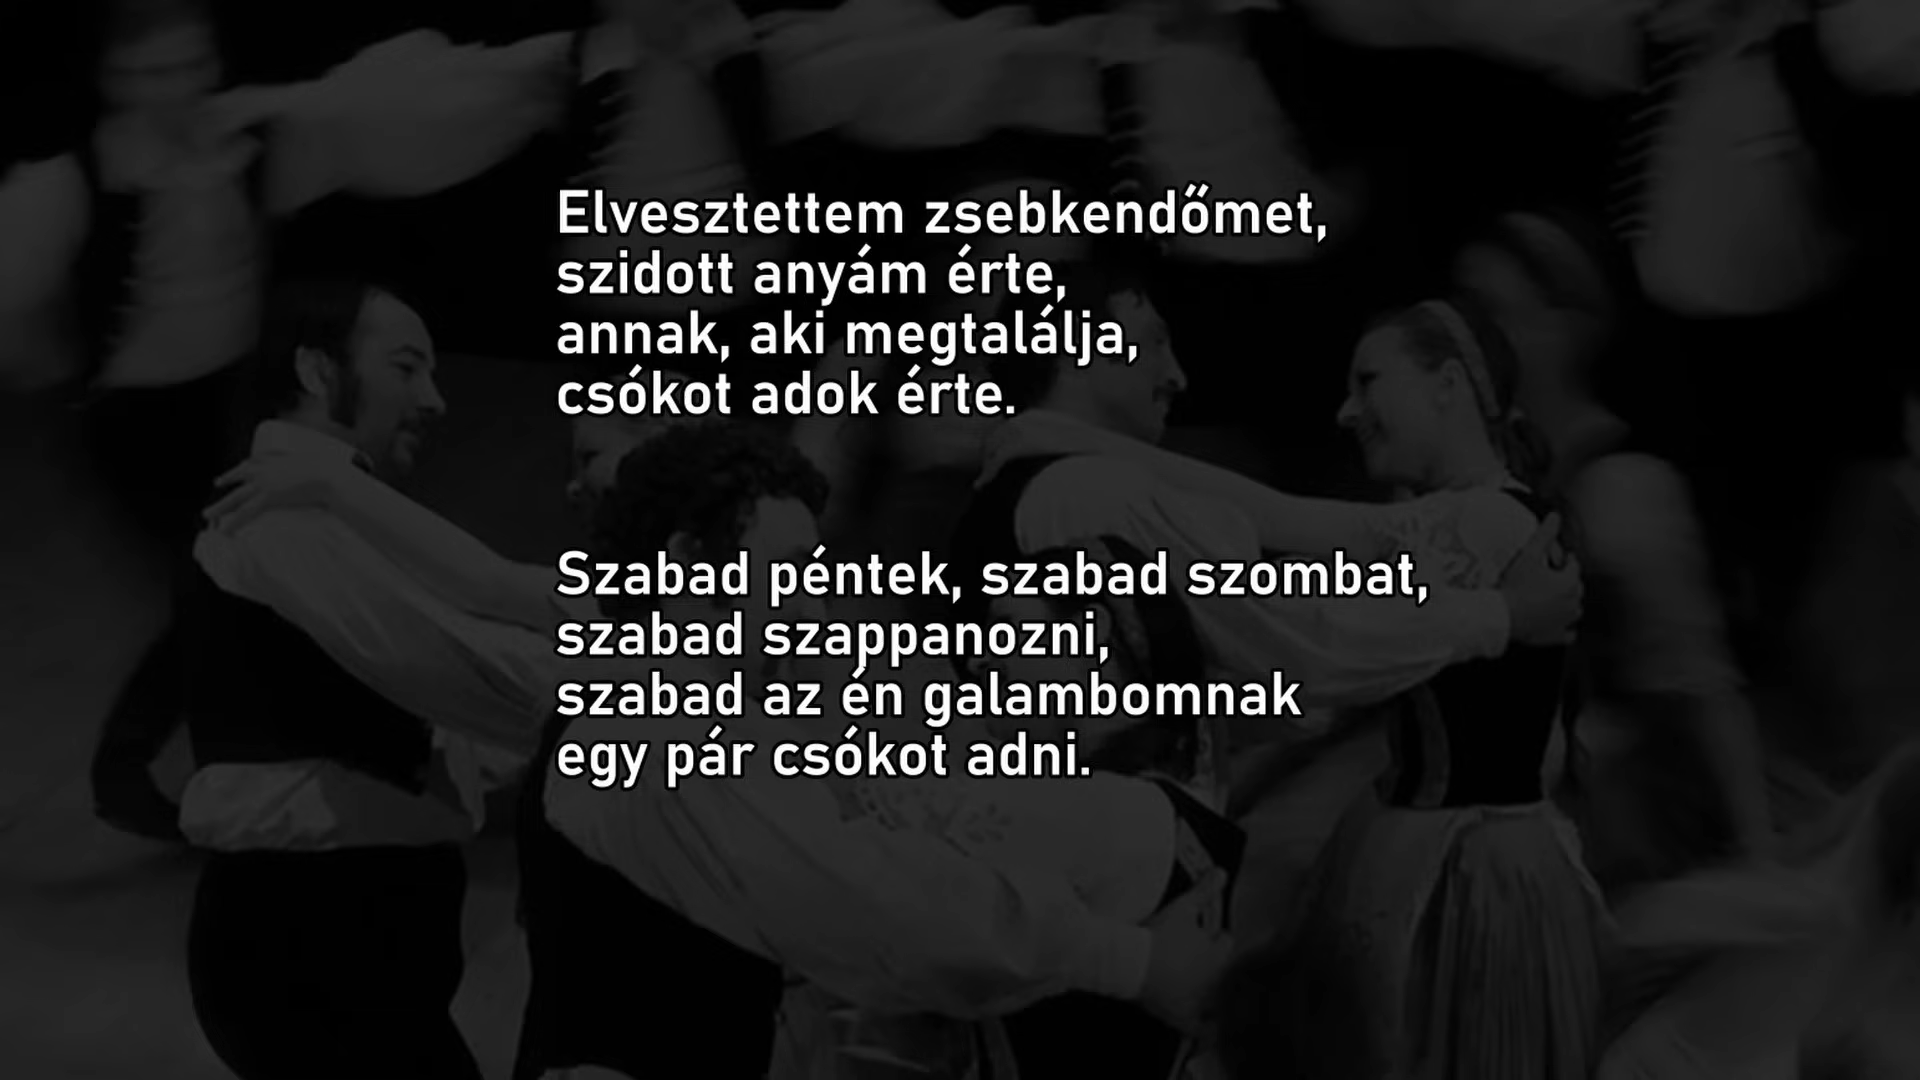 Elvesztettem zsebkendőmet,
szidott anyám érte,
annak, aki megtalálja,
csókot adok érte.
Szabad péntek, szabad szombat,
szabad szappanozni,
szabad az én galambomnak
egy pár csókot adni.